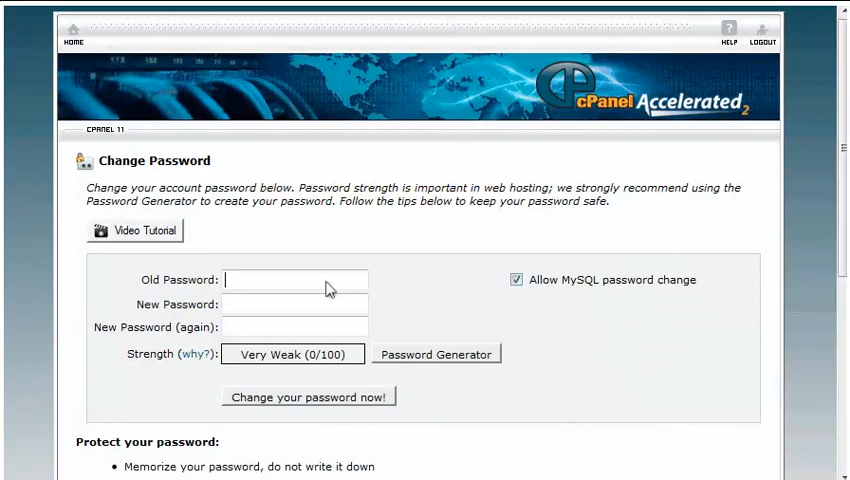 HOME
HELP
LOGOUT
cPanel Accelerated2
CPANEL 11
Change Password
Change your account password below. Password strength is important in web hosting; we strongly recommend using the
Password Generator to create your password. Follow the tips below to keep your password safe.
Video Tutorial
Old Password:
Allow MySQL password change
New Password:
New Password (again):
Strength (why?):
Very Weak (0/100)
Password Generator
Change your password now!
Protect your password:
• Memorize your password, do not write it down